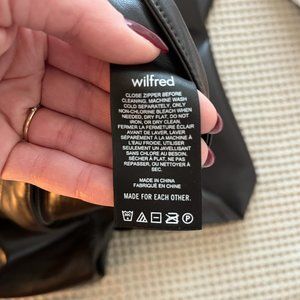 wilfred
CLOSE ZIPPER BEFORE
CLEANING, MACHINE WASH
COLD SEPARATELY, ONLY
NON-CHLORINE BLEACH WHEN
NEEDED, DRY FLAT, DO NOT
IRON, OR DRY CLEAN.
FERMER LA FERMETURE ÉCLAIR
AVANT DE LAVER. LAVER
SÉPARÉMENT À LA MACHINE À
L'EAU FROIDE, UTILISER
SEULEMENT UN JAVELLISANT
SANS CHLORE AU BESOIN.
SÉCHER À PLAT, NE PAS
REPASSER, OU NETTOYER À
SEC.
MADE IN CHINA
FABRIQUÉ EN CHINE
MADE FOR EACH OTHER.
P